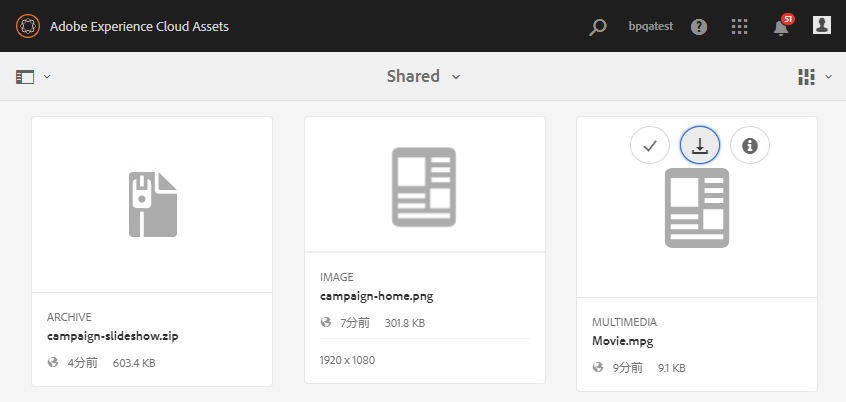 Adobe Experience Cloud Assets
bpqatest
51
Shared
ARCHIVE
campaign-slideshow.zip
4分前 603.4 KB
IMAGE
campaign-home.png
7分前 301.8 KB
1920 x 1080
MULTIMEDIA
Movie.mpg
9分前 9.1 KB